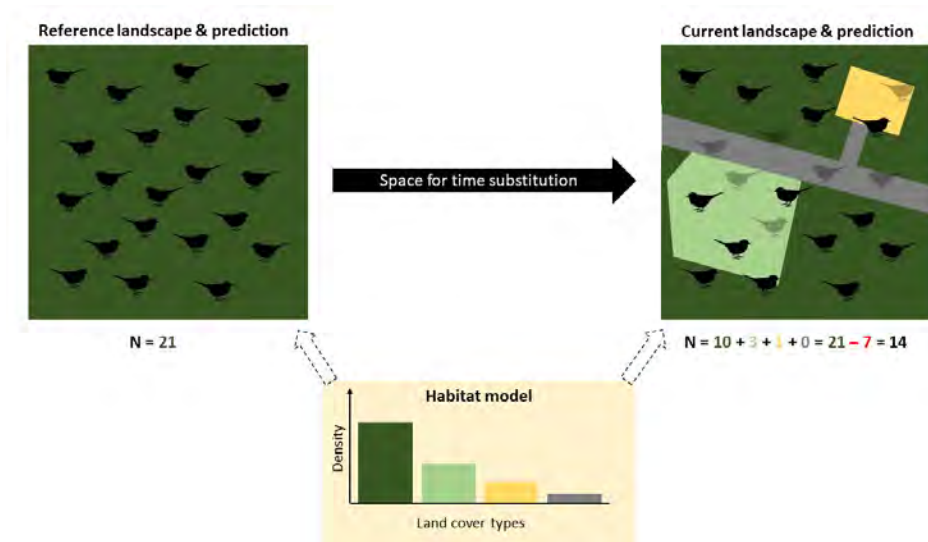 Reference landscape & prediction
Current landscape & prediction
Space for time substitution
N = 21
N = 10 + 3 + 1 + 0 = 21 – 7 = 14
Habitat model
Density
Land cover types